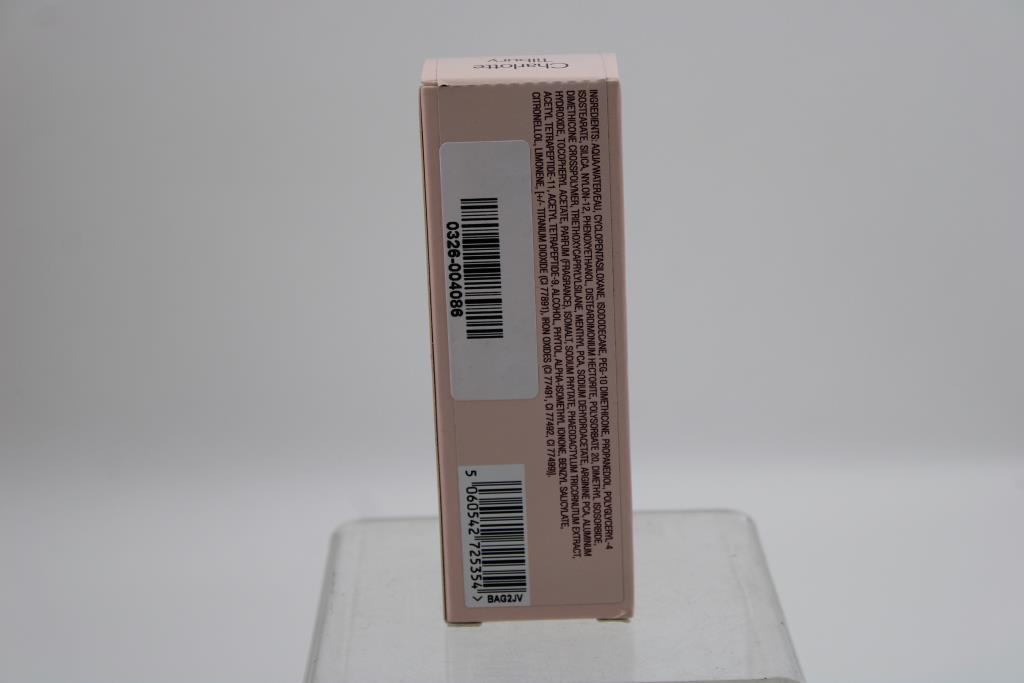 Charlotte
Tilbury
INGREDIENTS: AQUA/WATER/EAU, CYCLOPENTASILOXANE, ISODODECANE, PEG-10 DIMETHICONE, PROPANEDIOL, POLYGLYCERYL-4
ISOSTEARATE, SILICA, NYLON-12, PHENOXYETHANOL, DISTEARDIMONIUM HECTORITE, POLYSORBATE 20, DIMETHYL ISOSORBIDE,
DIMETHICONE CROSSPOLYMER, TRIETHOXYCAPRYLYLSILANE, MENTHYL PCA, SODIUM DEHYDROACETATE, ARGININE PCA, ALUMINUM
HYDROXIDE, TOCOPHERYL ACETATE, PARFUM (FRAGRANCE), ISOMALT, SODIUM PHYTATE, PHAEODACTYLUM TRICORNUTUM EXTRACT,
ACETYL TETRAPEPTIDE-11, ACETYL TETRAPEPTIDE-9, ALCOHOL, PHYTOL, ALPHA-ISOMETHYL IONONE, BENZYL SALICYLATE,
CITRONELLOL, LIMONENE, [+/- TITANIUM DIOXIDE (CI 77891), IRON OXIDES (CI 77491, CI 77492, CI 77499)].
0326-004086
5 060542 725354 >
BAG2JV